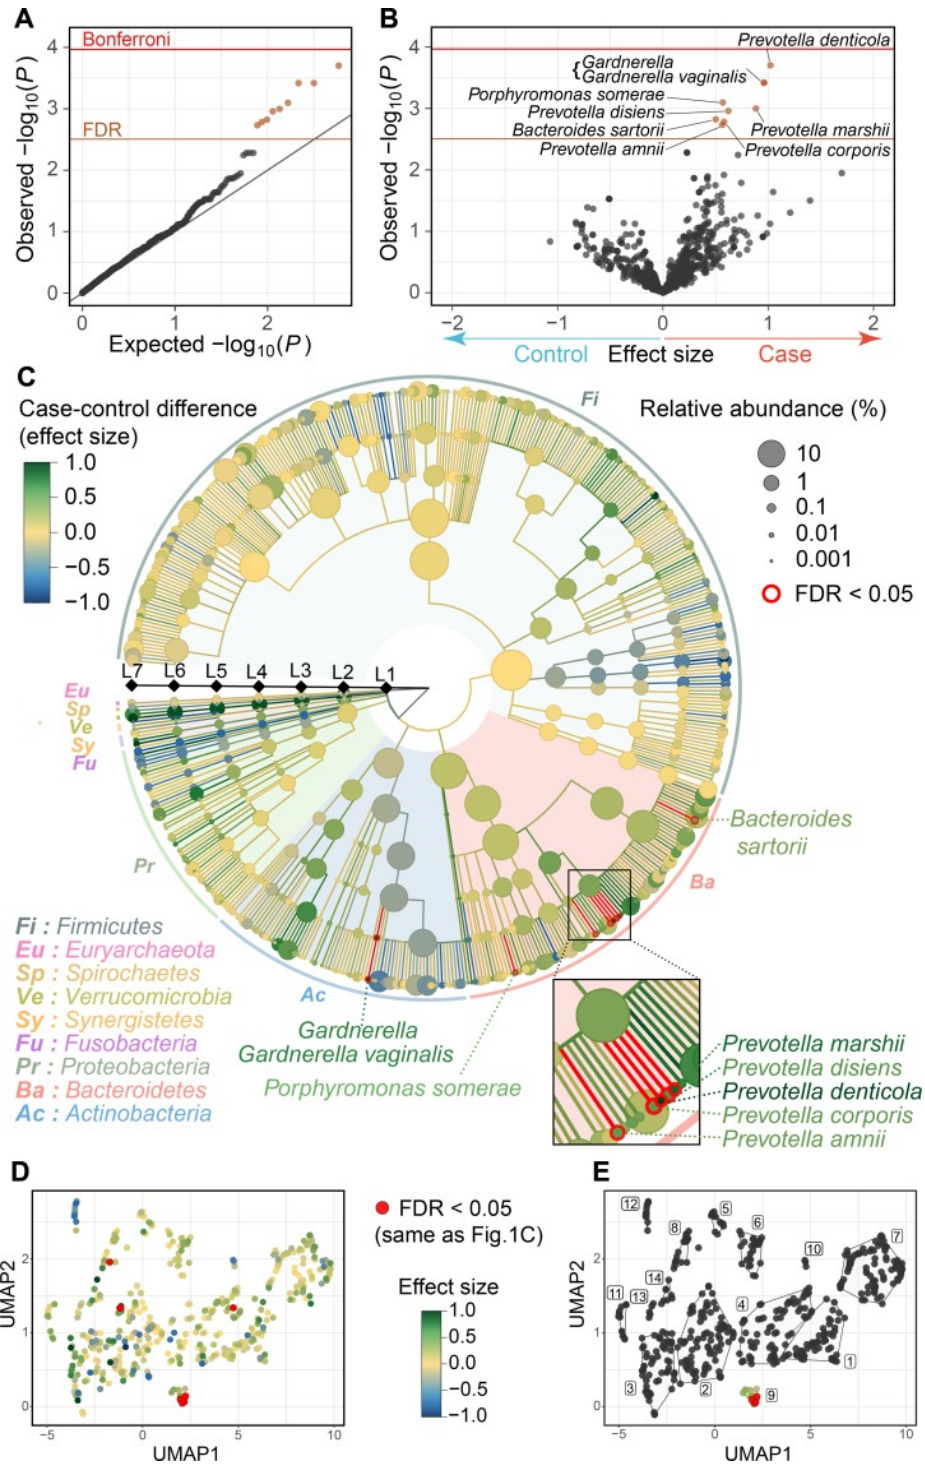 A
B
Bonferroni
FDR
Observed −log10(P)
4
3
2
1
0
0
1
2
Expected −log10(P)
Observed −log10(P)
4
3
2
1
0
Prevotella denticola
{ Gardnerella
Gardnerella vaginalis
Porphyromonas somerae
Prevotella disiens
Bacteroides sartorii
Prevotella marshii
Prevotella amnii
Prevotella corporis
−2
−1
0
1
2
Control
Effect size
Case
C
Case-control difference
(effect size)
1.0
0.5
0.0
−0.5
−1.0
Fi
Relative abundance (%)
10
1
0.1
0.01
0.001
FDR < 0.05
L7
L6
L5
L4
L3
L2
L1
Eu
Sp
Ve
Sy
Fu
Pr
Ac
Ba
Bacteroides
sartorii
Fi : Firmicutes
Eu : Euryarchaeota
Sp : Spirochaetes
Ve : Verrucomicrobia
Sy : Synergistetes
Fu : Fusobacteria
Pr : Proteobacteria
Ba : Bacteroidetes
Ac : Actinobacteria
Gardnerella
Gardnerella vaginalis
Porphyromonas somerae
Prevotella marshii
Prevotella disiens
Prevotella denticola
Prevotella corporis
Prevotella amnii
D
UMAP2
2
1
0
−5
0
5
10
UMAP1
FDR < 0.05
(same as Fig.1C)
Effect size
1.0
0.5
0.0
−0.5
−1.0
E
UMAP2
2
1
0
12
5
6
7
8
10
14
11
13
4
1
3
2
9
−5
0
5
10
UMAP1